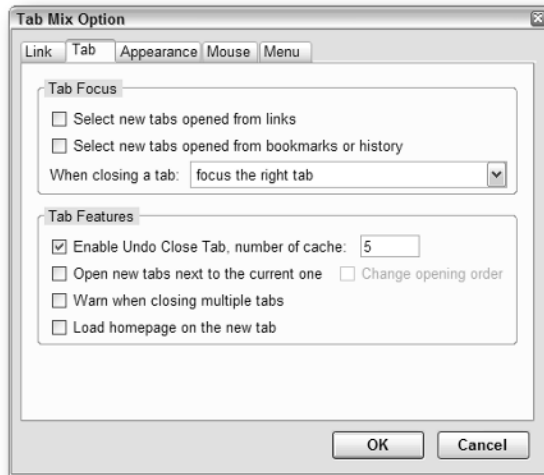 Tab Mix Option
Link Tab Appearance Mouse Menu
Tab Focus
Select new tabs opened from links
Select new tabs opened from bookmarks or history
When closing a tab: focus the right tab
Tab Features
Enable Undo Close Tab, number of cache: 5
Open new tabs next to the current one Change opening order
Warn when closing multiple tabs
Load homepage on the new tab
OK Cancel